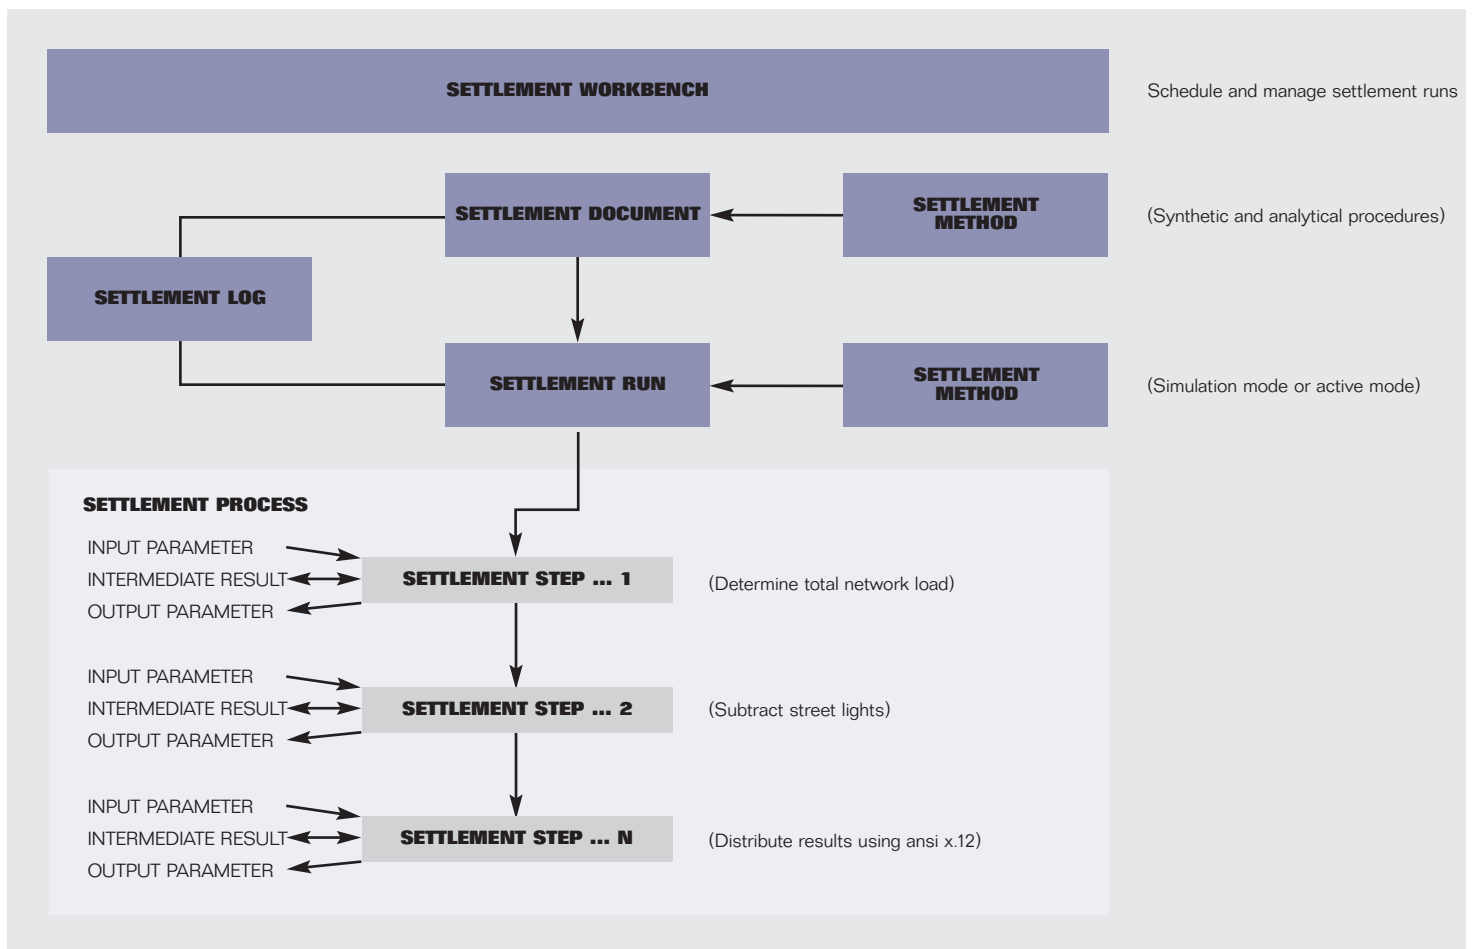 SETTLEMENT WORKBENCH
Schedule and manage settlement runs
SETTLEMENT DOCUMENT
SETTLEMENT
METHOD
(Synthetic and analytical procedures)
SETTLEMENT LOG
SETTLEMENT RUN
SETTLEMENT
METHOD
(Simulation mode or active mode)
SETTLEMENT PROCESS
INPUT PARAMETER
INTERMEDIATE RESULT
OUTPUT PARAMETER
SETTLEMENT STEP ... 1
(Determine total network load)
INPUT PARAMETER
INTERMEDIATE RESULT
OUTPUT PARAMETER
SETTLEMENT STEP ... 2
(Subtract street lights)
INPUT PARAMETER
INTERMEDIATE RESULT
OUTPUT PARAMETER
SETTLEMENT STEP ... N
(Distribute results using ansi x.12)